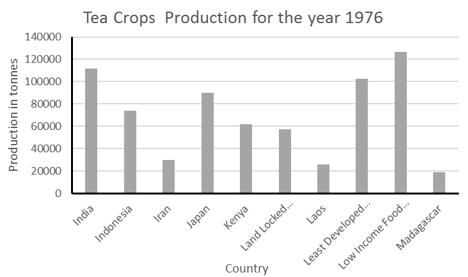 Tea Crops Production for the year 1976
Production in tonnes
140000
120000
100000
80000
60000
40000
20000
0
India
Indonesia
Iran
Japan
Kenya
Land Locked...
Laos
Least Developed...
Low Income Food...
Madagascar
Country